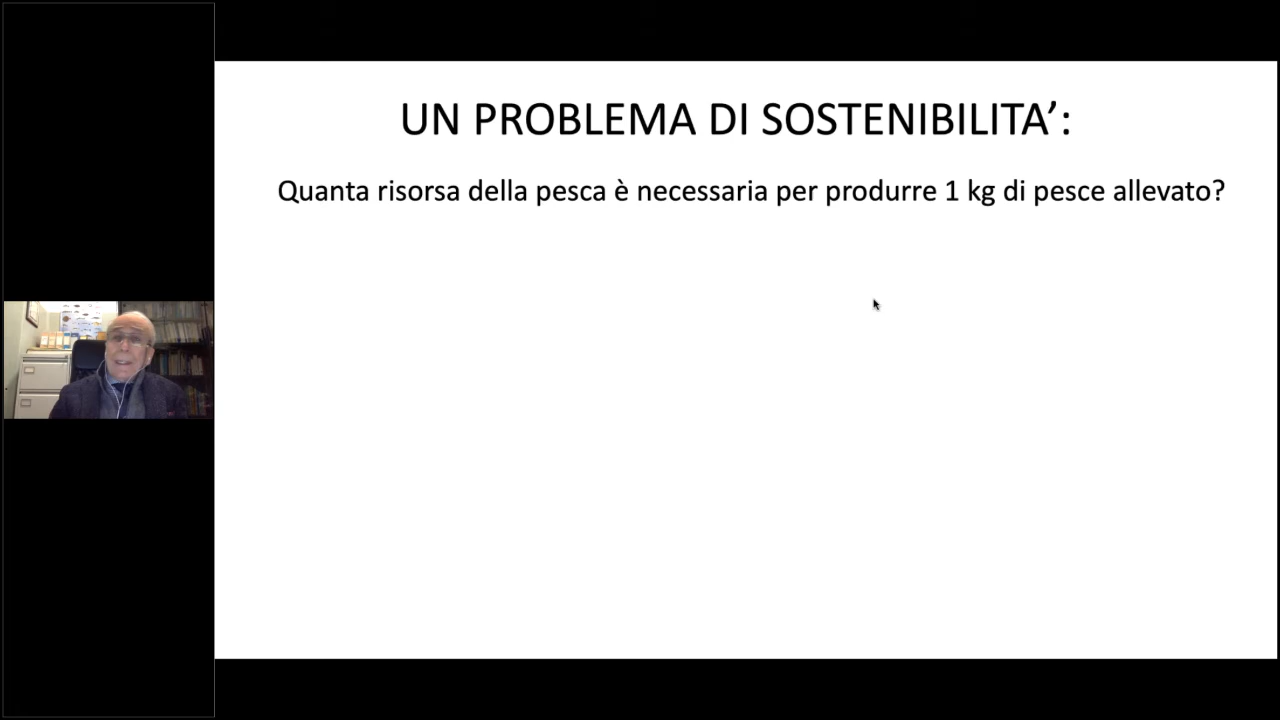 UN PROBLEMA DI SOSTENIBILITA’:
Quanta risorsa della pesca è necessaria per produrre 1 kg di pesce allevato?